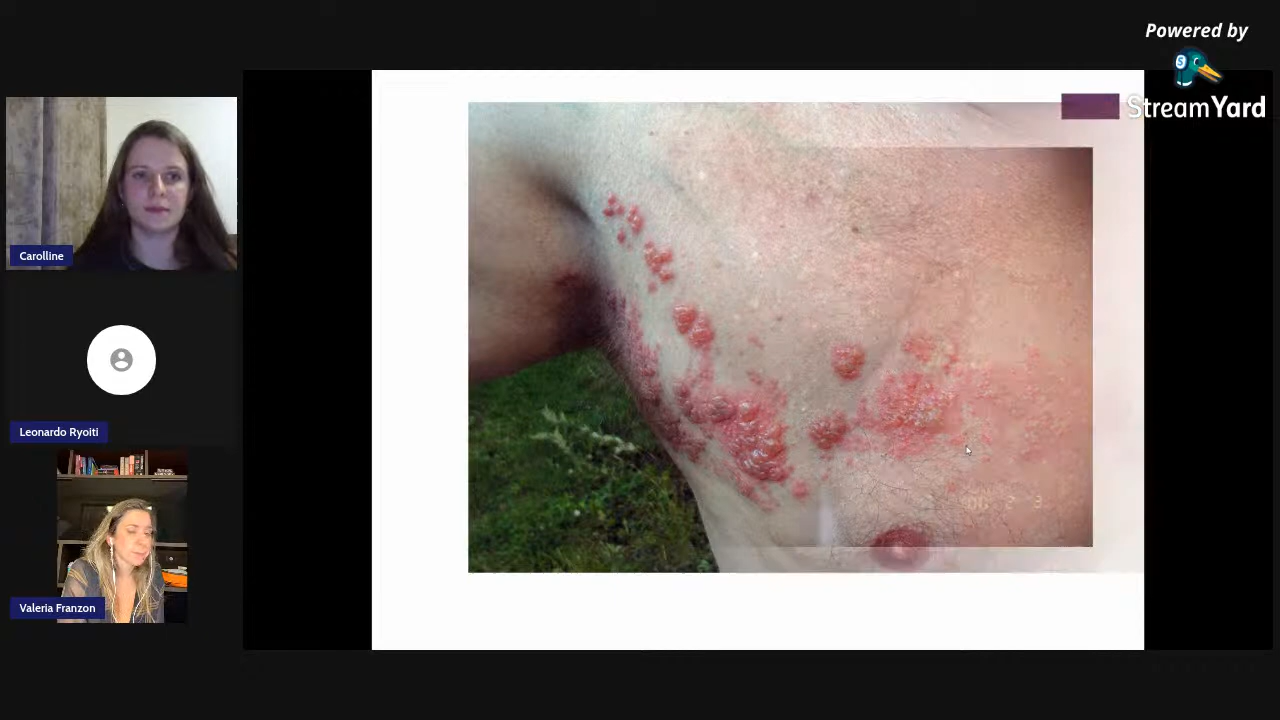 Powered by
StreamYard
Carolline
Leonardo Ryoiti
Valeria Franzon